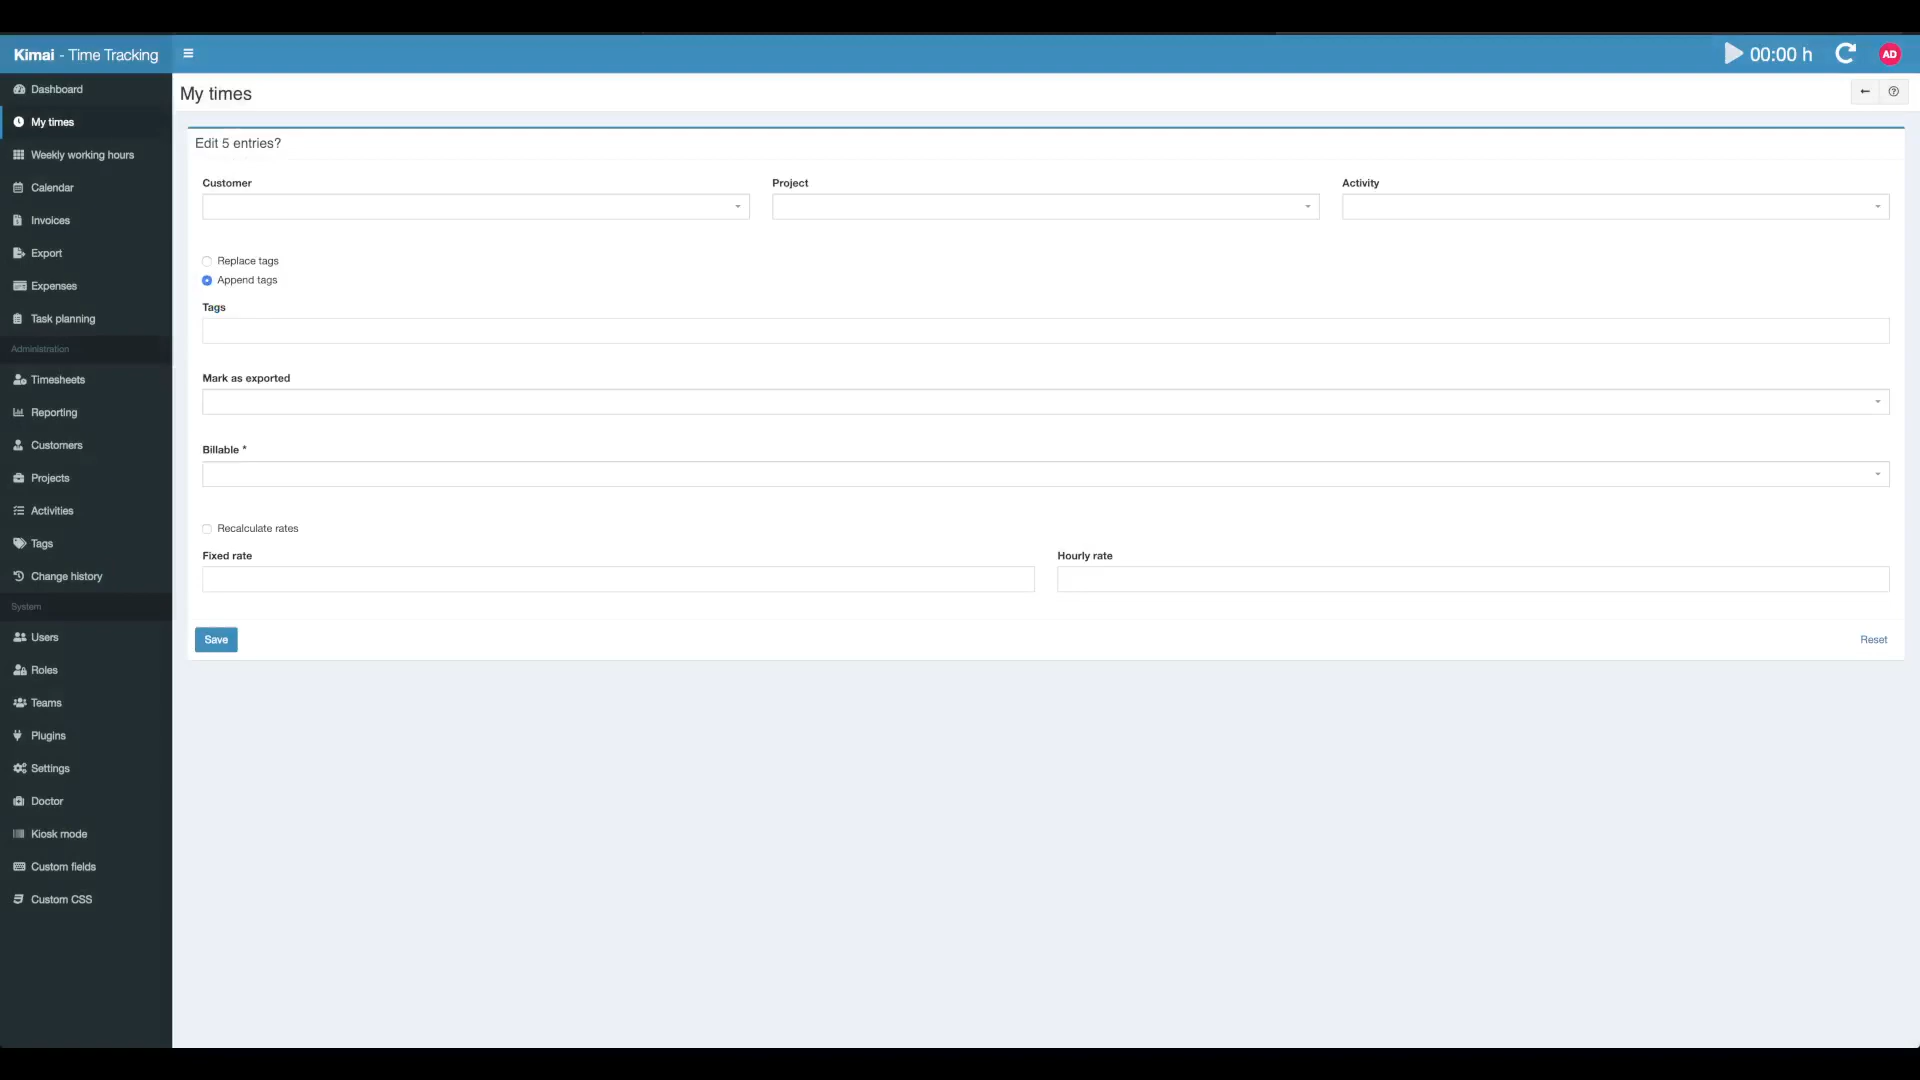 Kimai - Time Tracking
00:00 h
AD
Dashboard
My times
Weekly working hours
Calendar
Invoices
Export
Expenses
Task planning
Administration
Timesheets
Reporting
Customers
Projects
Activities
Tags
Change history
System
Users
Roles
Teams
Plugins
Settings
Doctor
Kiosk mode
Custom fields
Custom CSS
My times
Edit 5 entries?
Customer
Project
Activity
Replace tags
Append tags
Tags
Mark as exported
Billable *
Recalculate rates
Fixed rate
Hourly rate
Save
Reset